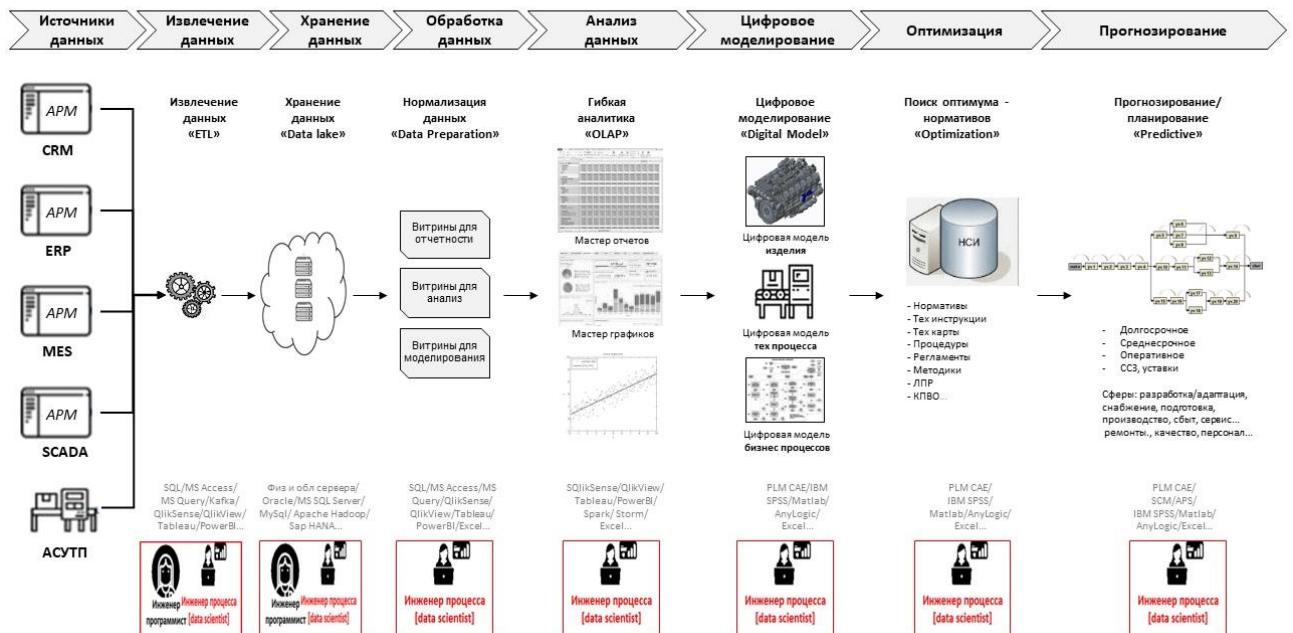 Источники
данных
Извлечение
данных
Хранение
данных
Обработка
данных
Анализ
данных
Цифровое
моделирование
Оптимизация
Прогнозирование
АРМ
CRM
АРМ
ERP
АРМ
MES
АРМ
SCADA
АСУТП
Извлечение
данных
«ETL»
Хранение
данных
«Data lake»
Нормализация
данных
«Data Preparation»
Витрины для
отчетности
Витрины для
анализ
Витрины для
моделирования
Гибкая
аналитика
«OLAP»
Мастер отчетов
Мастер графиков
Цифровое
моделирование
«Digital Model»
Цифровая модель
изделия
Цифровая модель
тех процесса
Цифровая модель
бизнес процессов
Поиск оптимума -
нормативов
«Optimization»
НСИ
- Нормативы
- Тех инструкции
- Тех карты
- Процедуры
- Регламенты
- Методики
- ЛПР
- КПВО...
Прогнозирование/
планирование
«Predictive»
- Долгосрочное
- Среднесрочное
- Оперативное
- ССЗ, уставки
Сферы: разработка/адаптация,
снабжение, подготовка,
производство, сбыт, сервис...
ремонты., качество, персонал...
SQL/MS Access/
MS Query/Kafka/
QlikSense/QlikView/
Tableau/PowerBI...
Физ и обл сервера/
Oracle/MS SQL Server/
MySql/ Apache Hadoop/
Sap HANA...
SQL/MS Access/MS
Query/QlikSense/
QlikView/Tableau/
PowerBI/Excel...
SQlikSense/QlikView/
Tableau/PowerBI/
Spark/ Storm/
Excel...
PLM CAE/IBM
SPSS/Matlab/
AnyLogic/
Excel...
PLM CAE/
IBM SPSS/
Matlab/AnyLogic/
Excel...
PLM CAE/
SCM/APS/
IBM SPSS/Matlab/
AnyLogic/Excel...
Инженер
программист
Инженер процесса
[data scientist]
Инженер
программист
Инженер процесса
[data scientist]
Инженер процесса
[data scientist]
Инженер процесса
[data scientist]
Инженер процесса
[data scientist]
Инженер процесса
[data scientist]
Инженер процесса
[data scientist]